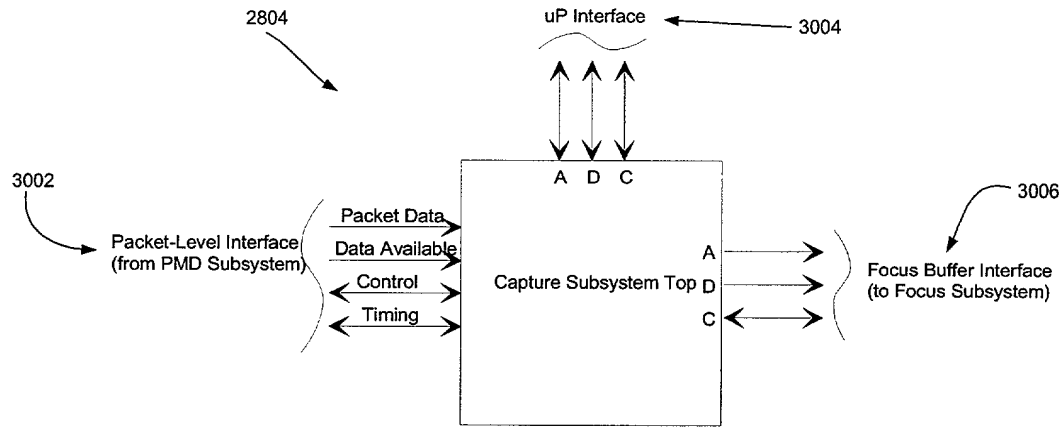 uP Interface
3004
2804
A D C
3002
3006
Packet Data
Data Available
Control
Timing
Packet-Level Interface
(from PMD Subsystem)
Capture Subsystem Top
A
D
C
Focus Buffer Interface
(to Focus Subsystem)